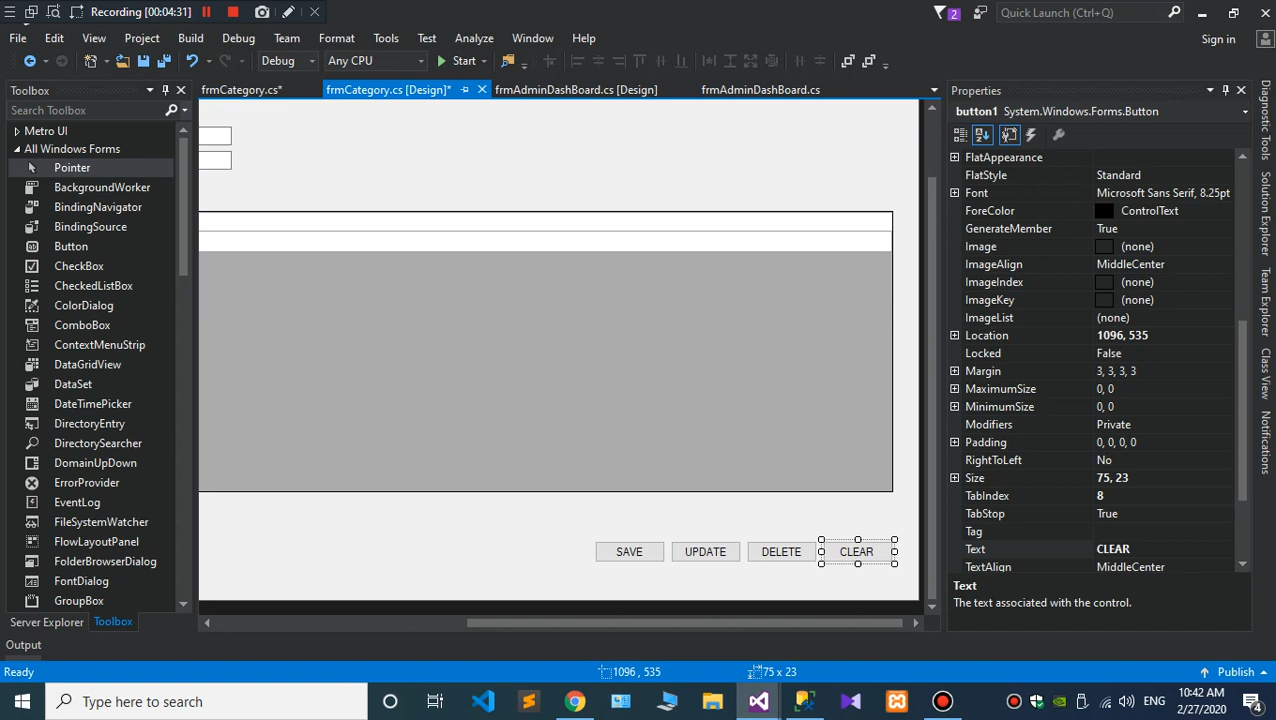 Recording [00:04:31]
2
Quick Launch (Ctrl+Q)
File Edit View Project Build Debug Team Format Tools Test Analyze Window Help
Sign in
Debug Any CPU Start
Toolbox
frmCategory.cs*
frmCategory.cs [Design]*
frmAdminDashBoard.cs [Design]
frmAdminDashBoard.cs
Search Toolbox
Metro UI
All Windows Forms
Pointer
BackgroundWorker
BindingNavigator
BindingSource
Button
CheckBox
CheckedListBox
ColorDialog
ComboBox
ContextMenuStrip
DataGridView
DataSet
DateTimePicker
DirectoryEntry
DirectorySearcher
DomainUpDown
ErrorProvider
EventLog
FileSystemWatcher
FlowLayoutPanel
FolderBrowserDialog
FontDialog
GroupBox
Server Explorer Toolbox
SAVE UPDATE DELETE CLEAR
Properties
button1 System.Windows.Forms.Button
FlatAppearance
FlatStyle Standard
Font Microsoft Sans Serif, 8.25pt
ForeColor ControlText
GenerateMember True
Image (none)
ImageAlign MiddleCenter
ImageIndex (none)
ImageKey (none)
ImageList (none)
Location 1096, 535
Locked False
Margin 3, 3, 3, 3
MaximumSize 0, 0
MinimumSize 0, 0
Modifiers Private
Padding 0, 0, 0, 0
RightToLeft No
Size 75, 23
TabIndex 8
TabStop True
Tag
Text CLEAR
TextAlign MiddleCenter
Text
The text associated with the control.
Diagnostic Tools
Solution Explorer
Team Explorer
Class View
Notifications
Output
Ready 1096 , 535 75 x 23 Publish
Type here to search
ENG
10:42 AM
2/27/2020
4